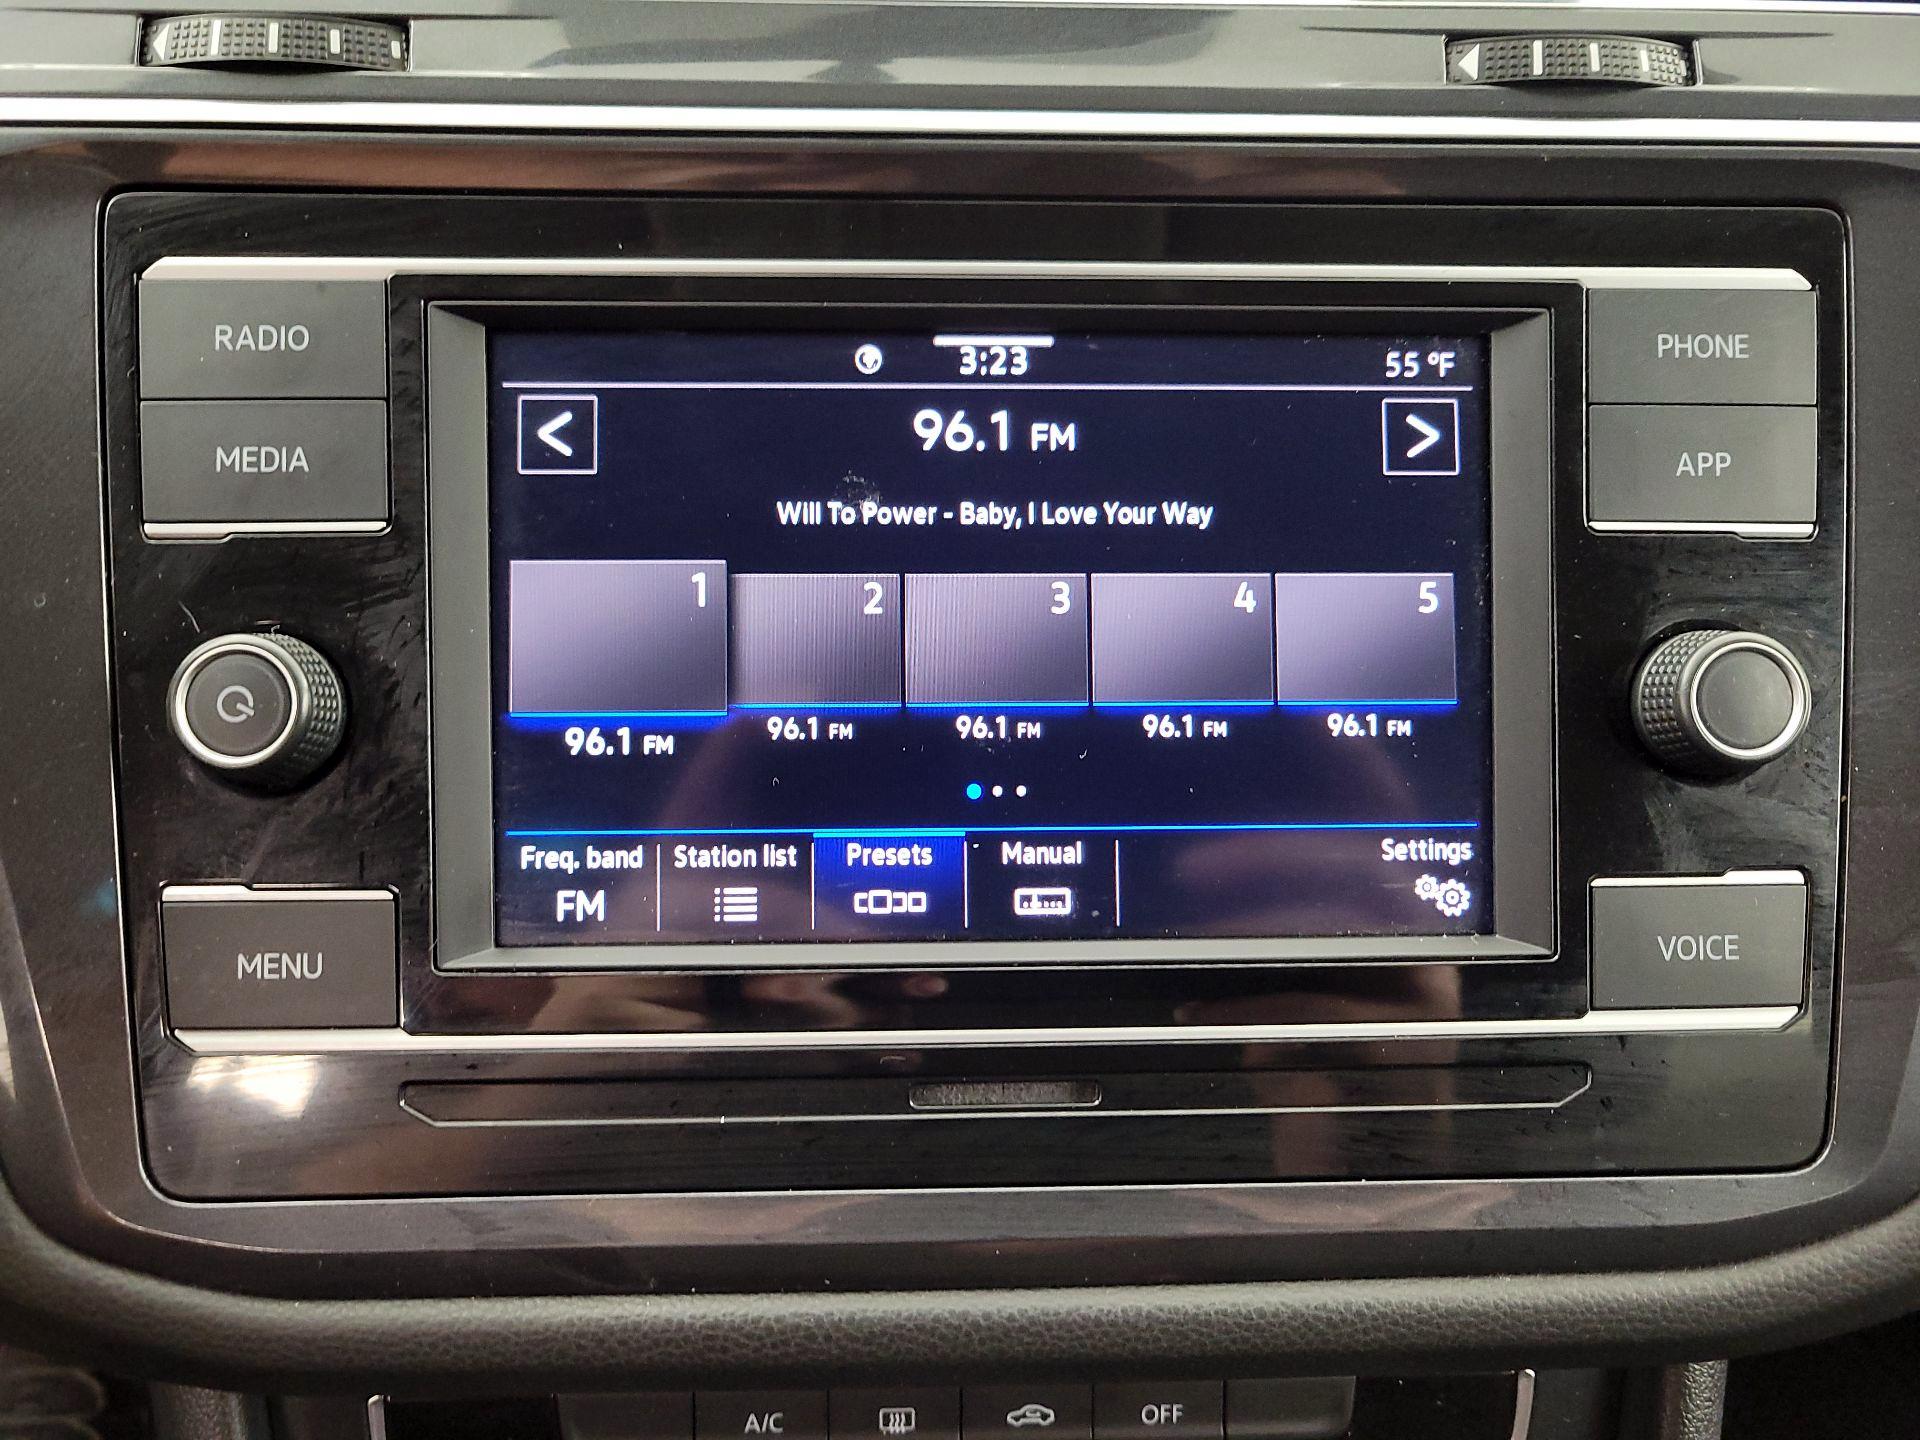 RADIO
MEDIA
MENU
3:23
55 °F
<
96.1 FM
>
Will To Power - Baby, I Love Your Way
1
2
3
4
5
96.1 FM
96.1 FM
96.1 FM
96.1 FM
96.1 FM
Freq. band
FM
Station list
Presets
Manual
Settings
PHONE
APP
VOICE
A/C
OFF